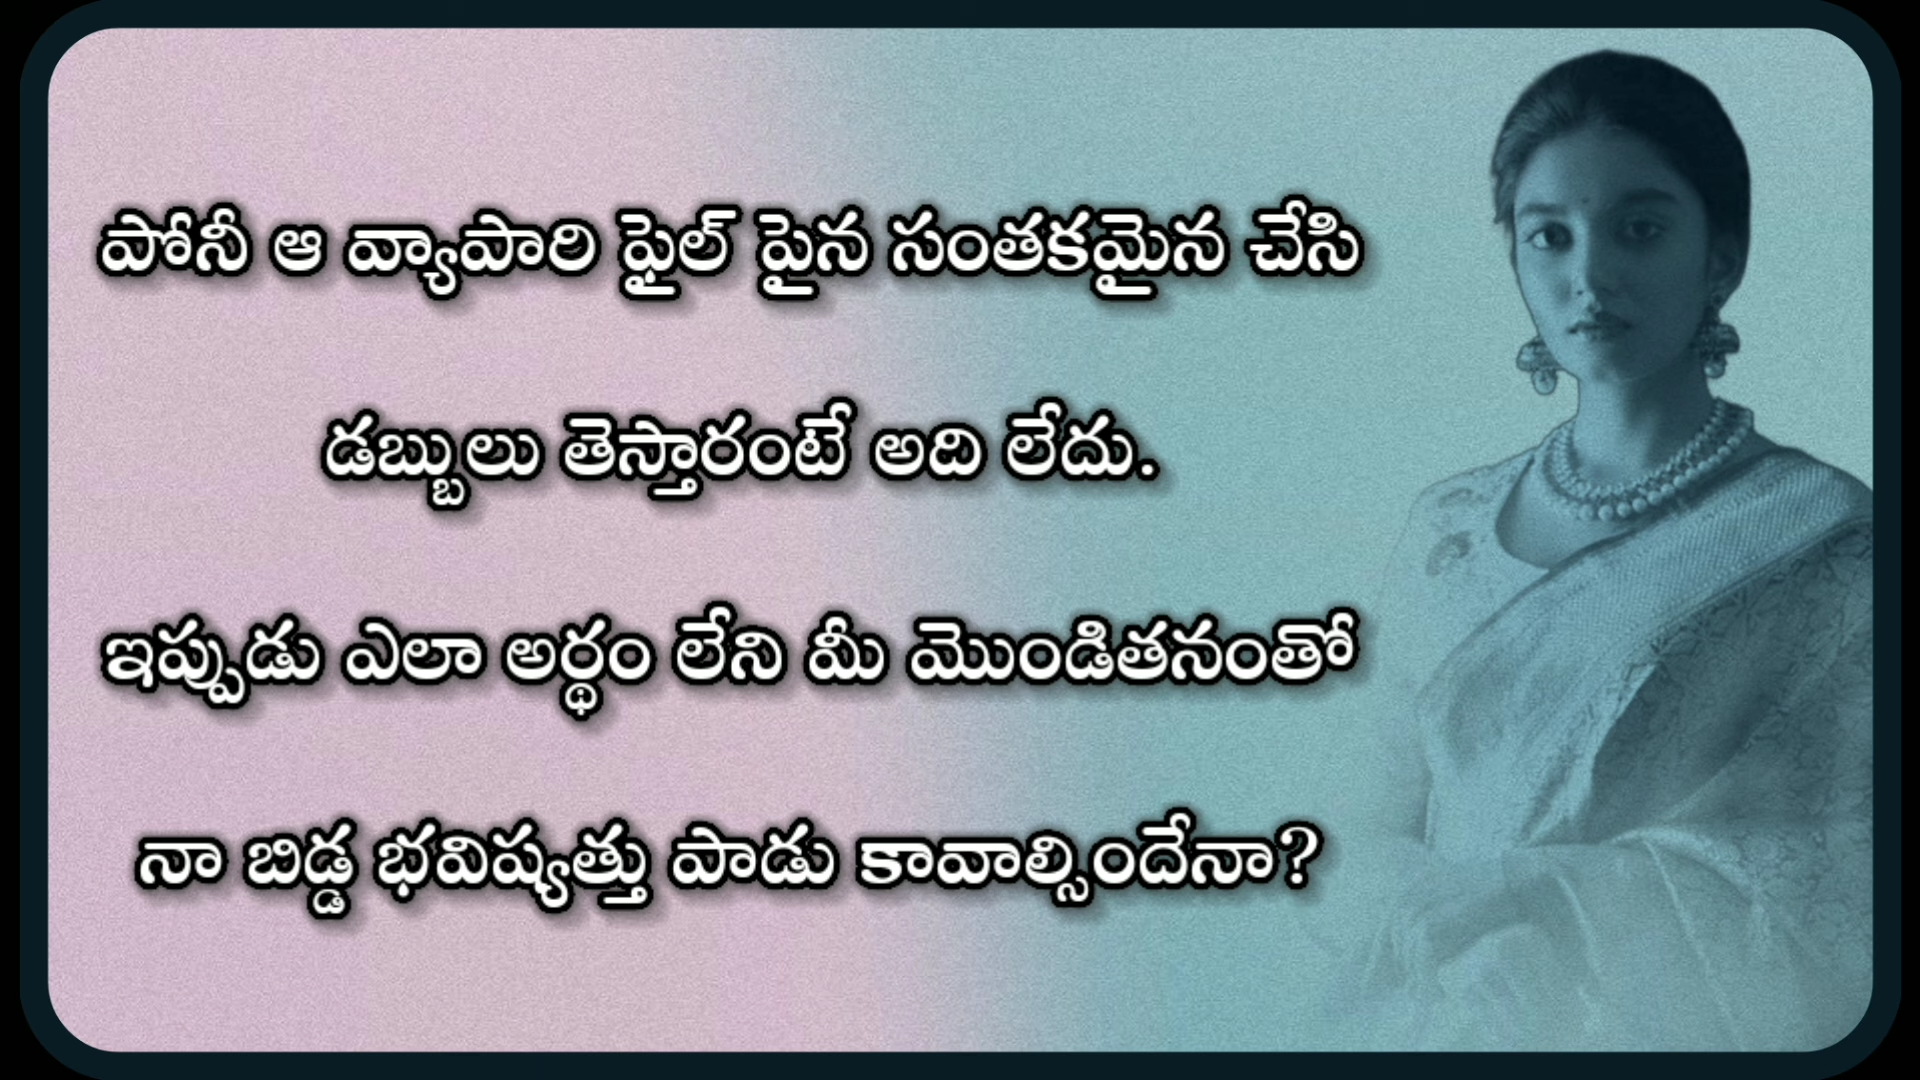 పోనీ ఆ వ్యాపారి ఫైల్ పైన సంతకమైన చేసి
డబ్బులు తెస్తారంటే అది లేదు.
ఇప్పుడు ఎలా అర్థం లేని మీ మొండితనంతో
నా బిడ్డ భవిష్యత్తు పాడు కావాల్సిందేనా?